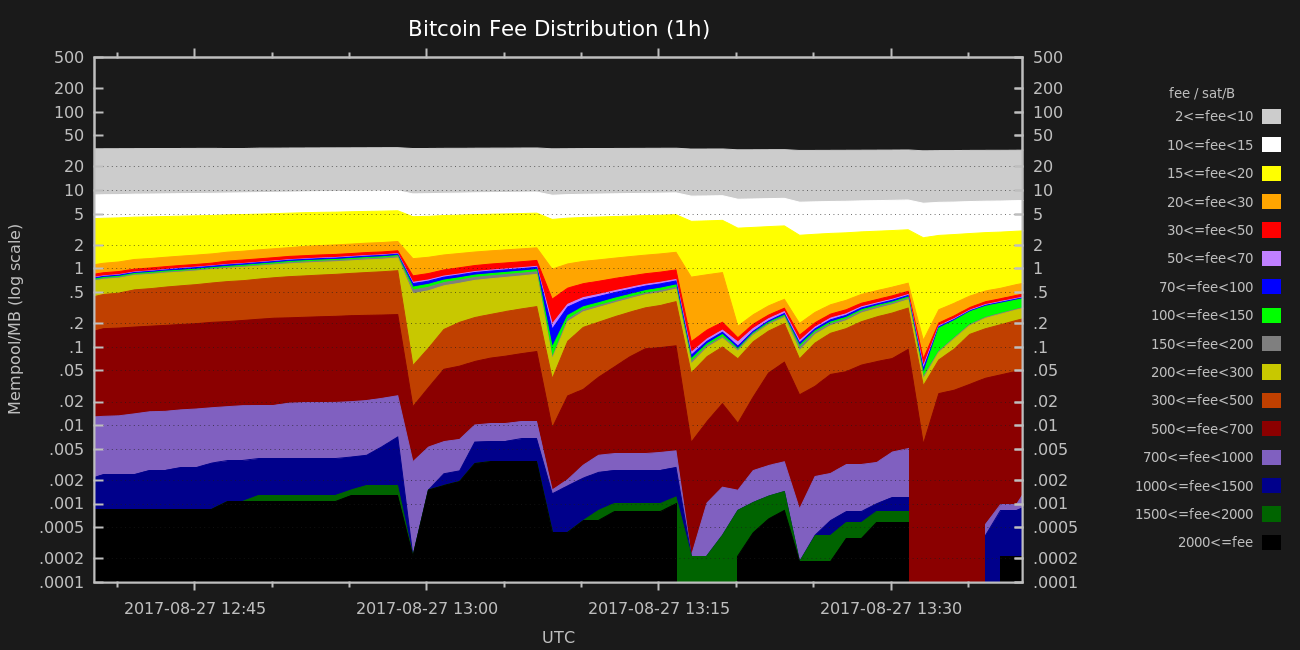 Bitcoin Fee Distribution (1h)
500 500
200 200
100 100
50 50
20 20
10 10
5 5
2 2
1 1
.5 .5
.2 .2
.1 .1
.05 .05
.02 .02
.01 .01
.005 .005
.002 .002
.001 .001
.0005 .0005
.0002 .0002
.0001 .0001
Mempool/MB (log scale)
2017-08-27 12:45 2017-08-27 13:00 2017-08-27 13:15 2017-08-27 13:30
UTC
fee / sat/B
2<=fee<10
10<=fee<15
15<=fee<20
20<=fee<30
30<=fee<50
50<=fee<70
70<=fee<100
100<=fee<150
150<=fee<200
200<=fee<300
300<=fee<500
500<=fee<700
700<=fee<1000
1000<=fee<1500
1500<=fee<2000
2000<=fee